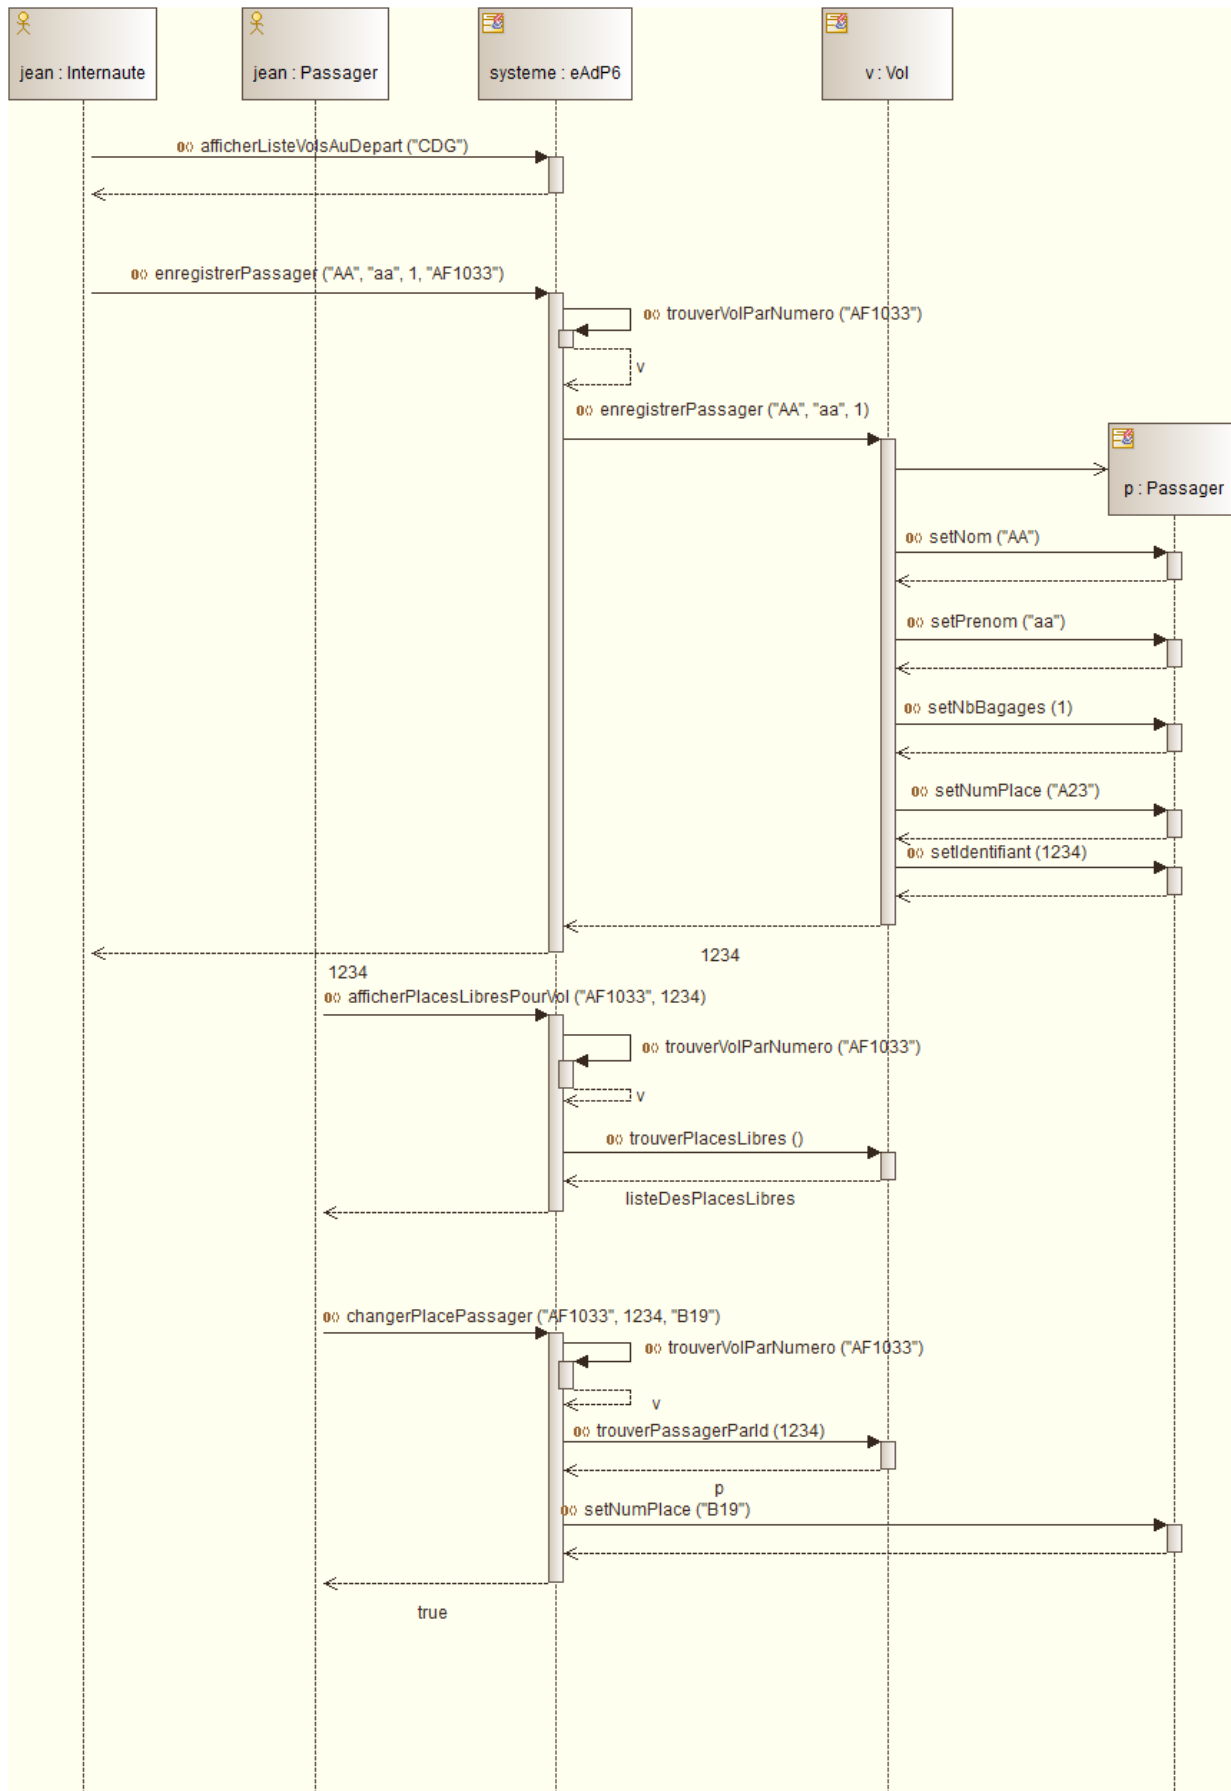 jean : Internaute
jean : Passager
systeme : eAdP6
v : Vol
afficherListeVolsAuDepart ("CDG")
enregistrerPassager ("AA", "aa", 1, "AF1033")
trouverVolParNumero ("AF1033")
v
enregistrerPassager ("AA", "aa", 1)
p : Passager
setNom ("AA")
setPrenom ("aa")
setNbBagages (1)
setNumPlace ("A23")
setIdentifiant (1234)
1234
1234
afficherPlacesLibresPourVol ("AF1033", 1234)
trouverVolParNumero ("AF1033")
v
trouverPlacesLibres ()
listeDesPlacesLibres
changerPlacePassager ("AF1033", 1234, "B19")
trouverVolParNumero ("AF1033")
v
trouverPassagerParId (1234)
p
setNumPlace ("B19")
true